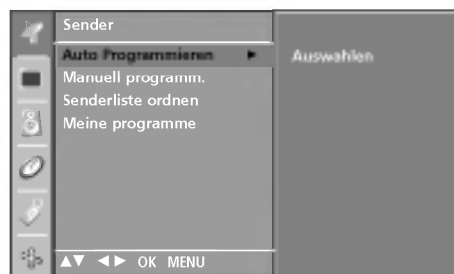 Sender
Auto Programmieren
Auswahlen
Manuell programm.
Senderliste ordnen
Meine programme
▲▼ ◄► OK MENU